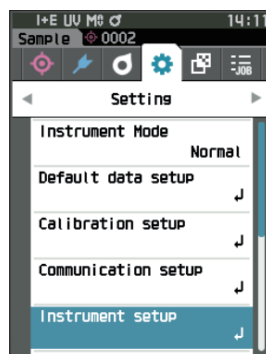 I+E UV M0 14:11
Sample 0002
JOB
Setting
Instrument Mode
Normal
Default data setup
Calibration setup
Communication setup
Instrument setup